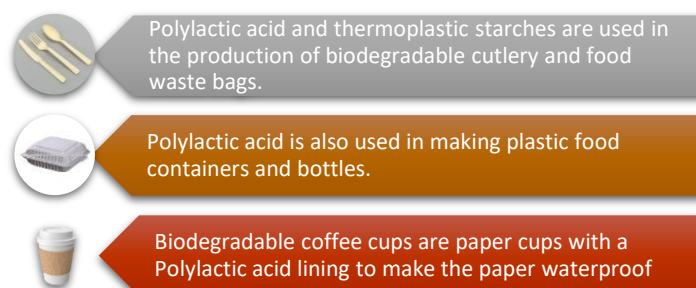 Polylactic acid and thermoplastic starches are used in
the production of biodegradable cutlery and food
waste bags.
Polylactic acid is also used in making plastic food
containers and bottles.
Biodegradable coffee cups are paper cups with a
Polylactic acid lining to make the paper waterproof